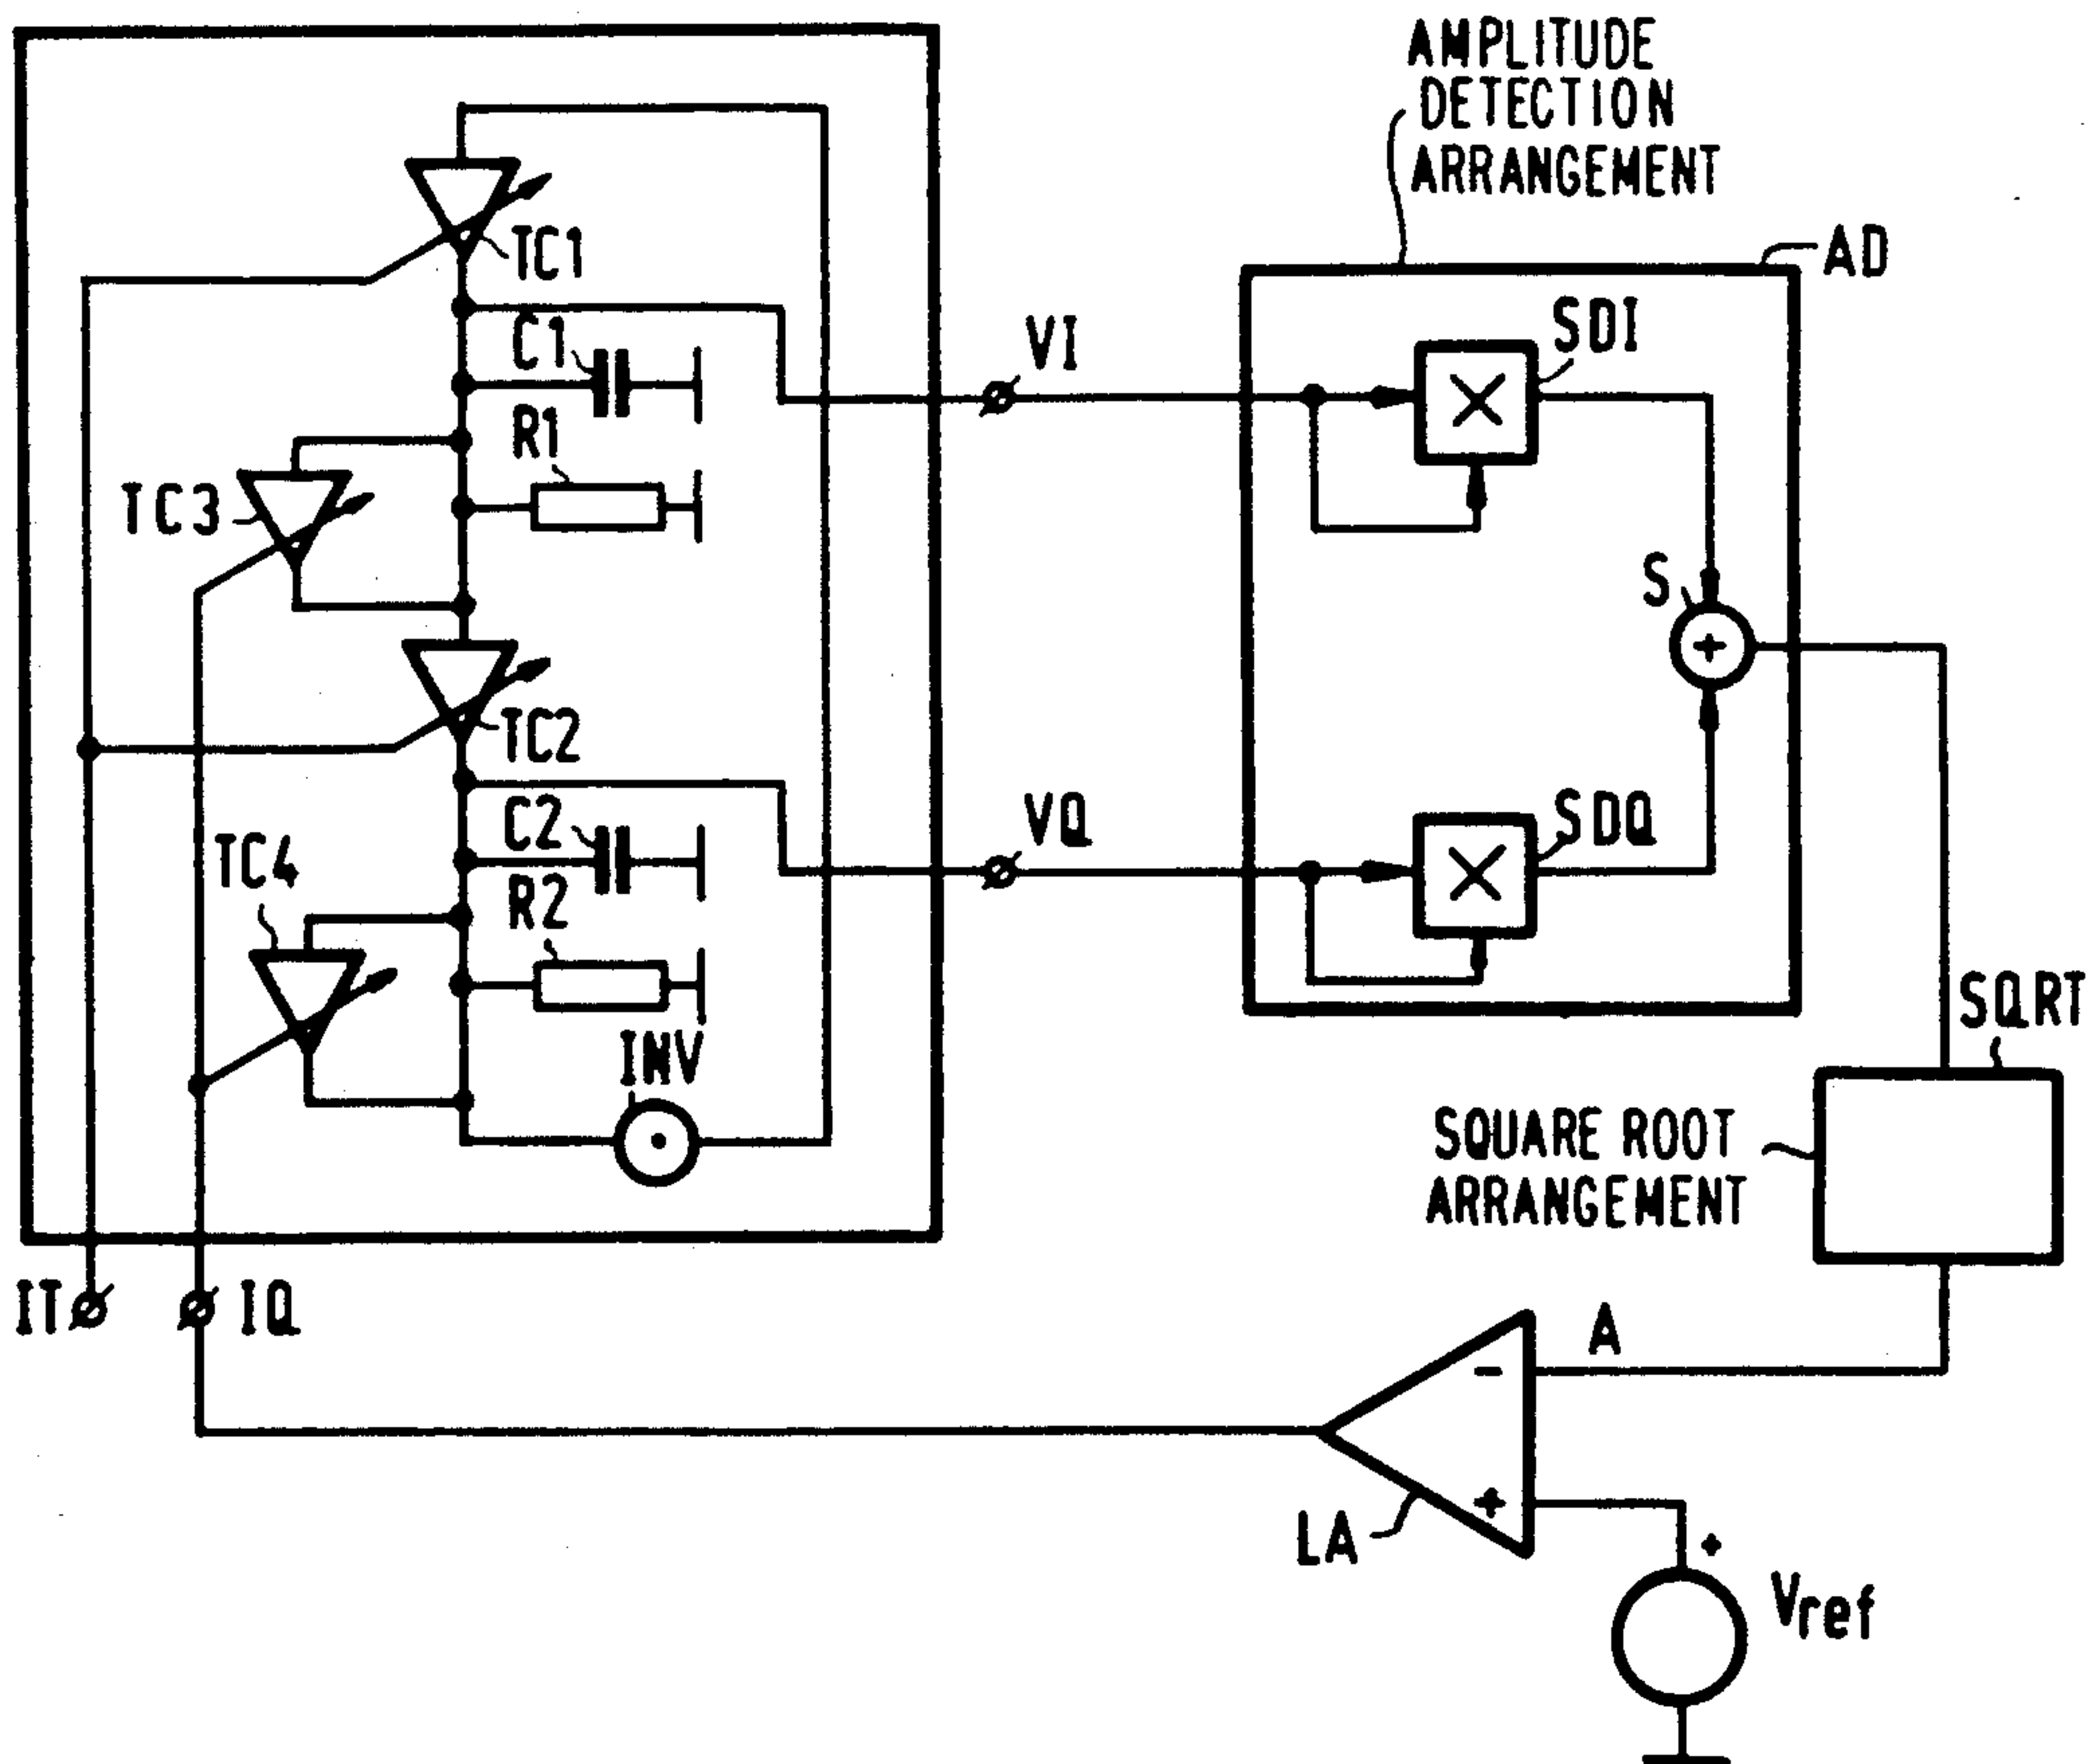 AMPLITUDE
DETECTION
ARRANGEMENT
AD
TC1
C1
VI
SDI
R1
TC3
S
+
TC2
C2
VQ
SDQ
TC4
R2
SQRT
INV
SQUARE ROOT
ARRANGEMENT
IT
IQ
A
-
+
LA
+
Vref